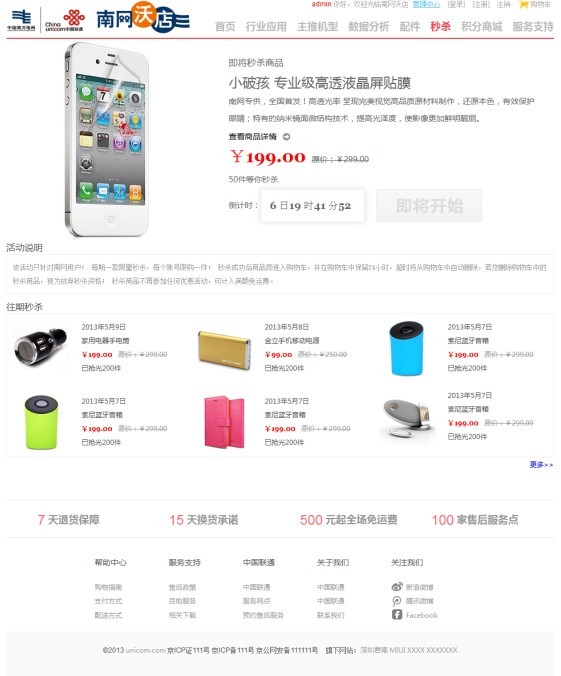 admin 你好，欢迎光临南网沃店 管理中心 [登录] [注册] 注销 购物车
中国南方电网 China unicom中国联通 南网沃店
首页 行业应用 主推机型 数据分析 套餐 配件 秒杀 积分商城 服务支持
即将秒杀商品
小破孩 专业级高透液晶屏贴膜
南网专供，全国首发！高透光率 呈现完美视觉高品质原材料制作，还原本色，有效保护
眼睛；特有的纳米镜面微结构技术，提高光泽度，使影像更加鲜明靓丽。
查看商品详情
￥199.00 原价：￥299.00
50件等你秒杀
倒计时： 6 日19 时41 分52 即将开始
活动说明
该活动只针对南网用户！ 每期一款限量秒杀，每个账号限购一件！ 秒杀成功后商品即进入购物车，并在购物车中保留24小时，超时将从购物车中自动删除，若您删除购物车中的
秒杀商品，视为放弃秒杀资格！ 秒杀商品不再参加任何优惠活动，可计入满额免运费。
往期秒杀
2013年5月9日
家用电器手电筒
￥199.00 原价：￥299.00
已抢光200件
2013年5月8日
金立手机移动电源
￥99.00 原价：￥250.00
已抢光200件
2013年5月7日
索尼蓝牙音箱
￥199.00 原价：￥299.00
已抢光200件
2013年5月7日
索尼蓝牙音箱
￥199.00 原价：￥299.00
已抢光200件
2013年5月7日
索尼蓝牙音箱
￥199.00 原价：￥299.00
已抢光200件
2013年5月7日
索尼蓝牙音箱
￥199.00 原价：￥299.00
已抢光200件
更多>>
7 天退货保障 15 天换货承诺 500 元起全场免运费 100 家售后服务点
帮助中心 服务支持 中国联通 关于我们 关注我们
购物指南 售后政策 中国联通 中国联通 新浪微博
支付方式 自助服务 服务网点 中国联通 腾讯微博
配送方式 相关下载 预约售后服务 联系我们 Facebook
©2013 unicom.com 京ICP证111号 京ICP备111号 京公网安备111111号 旗下网站：深圳碧南 MIUI XXXX XXXXXXX